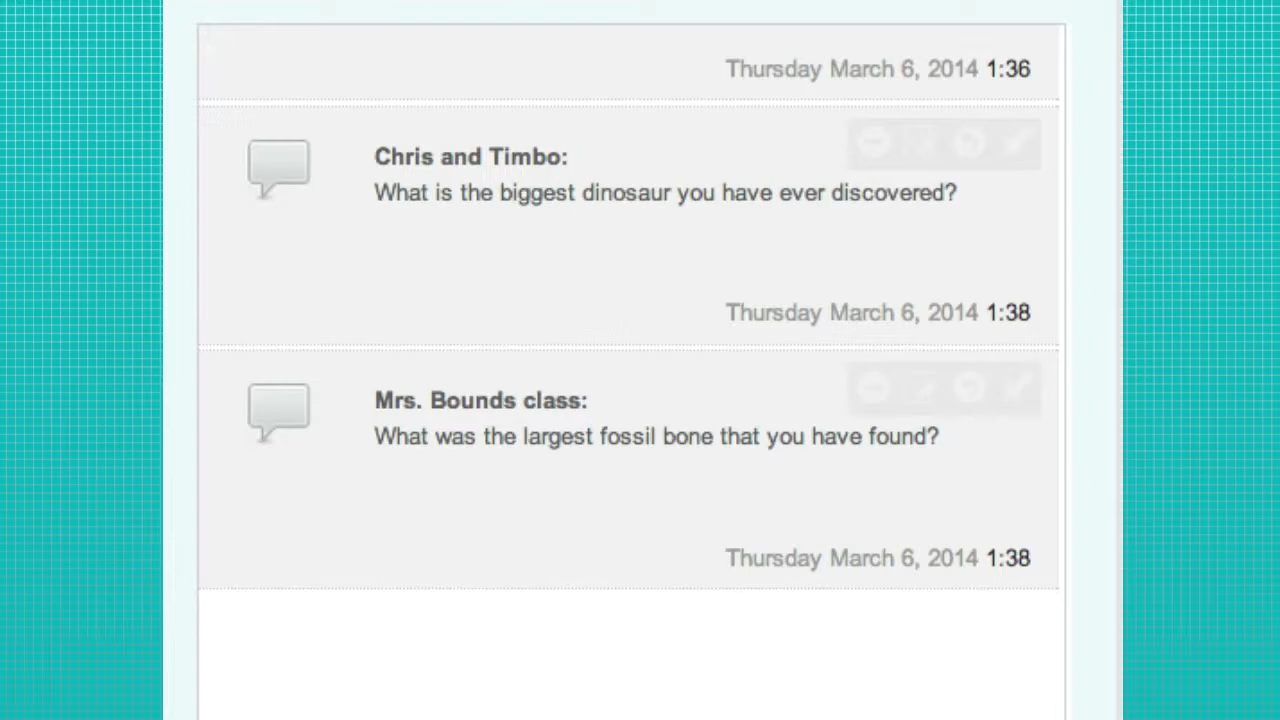 Thursday March 6, 2014 1:36
Chris and Timbo:
What is the biggest dinosaur you have ever discovered?
Thursday March 6, 2014 1:38
Mrs. Bounds class:
What was the largest fossil bone that you have found?
Thursday March 6, 2014 1:38